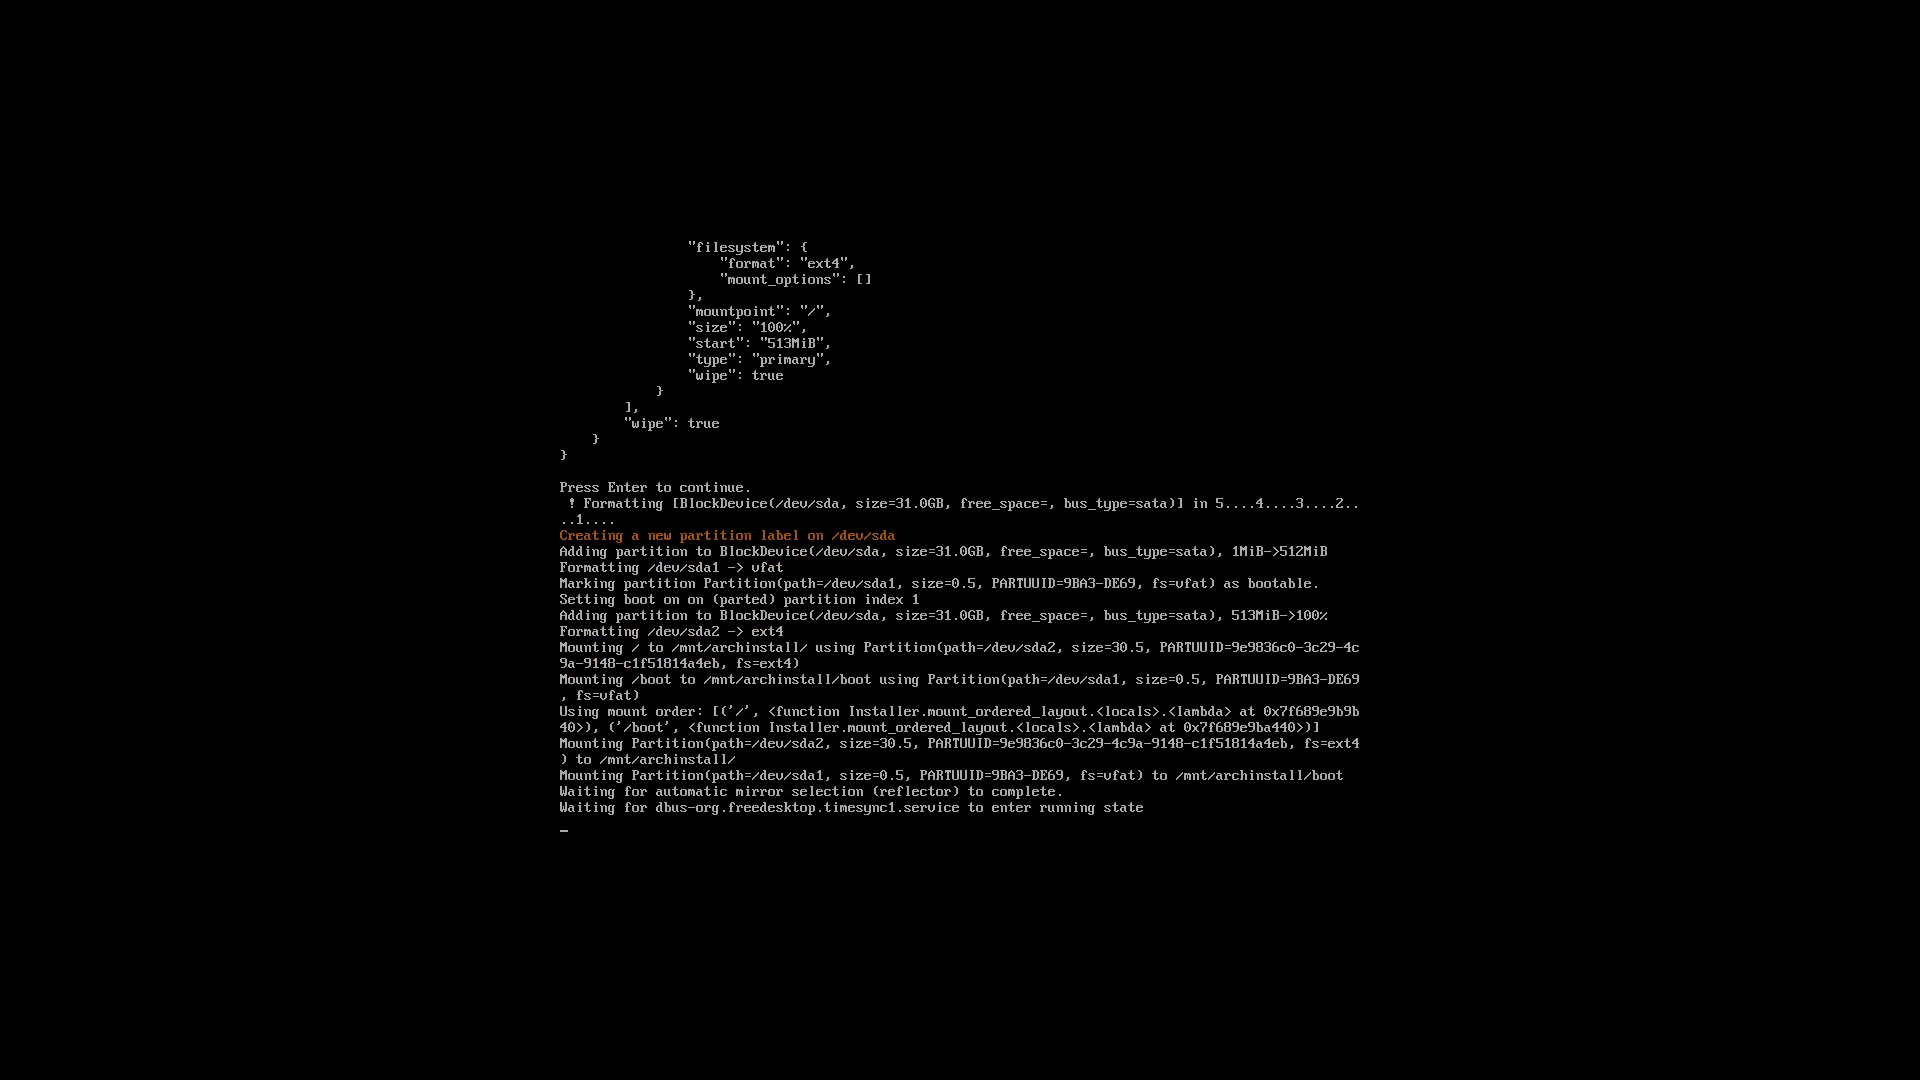 "filesystem": {
"format": "ext4",
"mount_options": []
},
"mountpoint": "/",
"size": "100%",
"start": "513MiB",
"type": "primary",
"wipe": true
}
],
"wipe": true
}
}
Press Enter to continue.
! Formatting [BlockDevice(/dev/sda, size=31.0GB, free_space=, bus_type=sata)] in 5....4....3....2..
..1....
Creating a new partition label on /dev/sda
Adding partition to BlockDevice(/dev/sda, size=31.0GB, free_space=, bus_type=sata), 1MiB->512MiB
Formatting /dev/sda1 -> vfat
Marking partition Partition(path=/dev/sda1, size=0.5, PARTUUID=9BA3-DE69, fs=vfat) as bootable.
Setting boot on on (parted) partition index 1
Adding partition to BlockDevice(/dev/sda, size=31.0GB, free_space=, bus_type=sata), 513MiB->100%
Formatting /dev/sda2 -> ext4
Mounting / to /mnt/archinstall/ using Partition(path=/dev/sda2, size=30.5, PARTUUID=9e9836c0-3c29-4c
9a-9148-c1f51814a4eb, fs=ext4)
Mounting /boot to /mnt/archinstall/boot using Partition(path=/dev/sda1, size=0.5, PARTUUID=9BA3-DE69
, fs=vfat)
Using mount order: [('/', <function Installer.mount_ordered_layout.<locals>.<lambda> at 0x7f689e9b9b
40>), ('/boot', <function Installer.mount_ordered_layout.<locals>.<lambda> at 0x7f689e9ba440>)]
Mounting Partition(path=/dev/sda2, size=30.5, PARTUUID=9e9836c0-3c29-4c9a-9148-c1f51814a4eb, fs=ext4
) to /mnt/archinstall/
Mounting Partition(path=/dev/sda1, size=0.5, PARTUUID=9BA3-DE69, fs=vfat) to /mnt/archinstall/boot
Waiting for automatic mirror selection (reflector) to complete.
Waiting for dbus-org.freedesktop.timesync1.service to enter running state
_